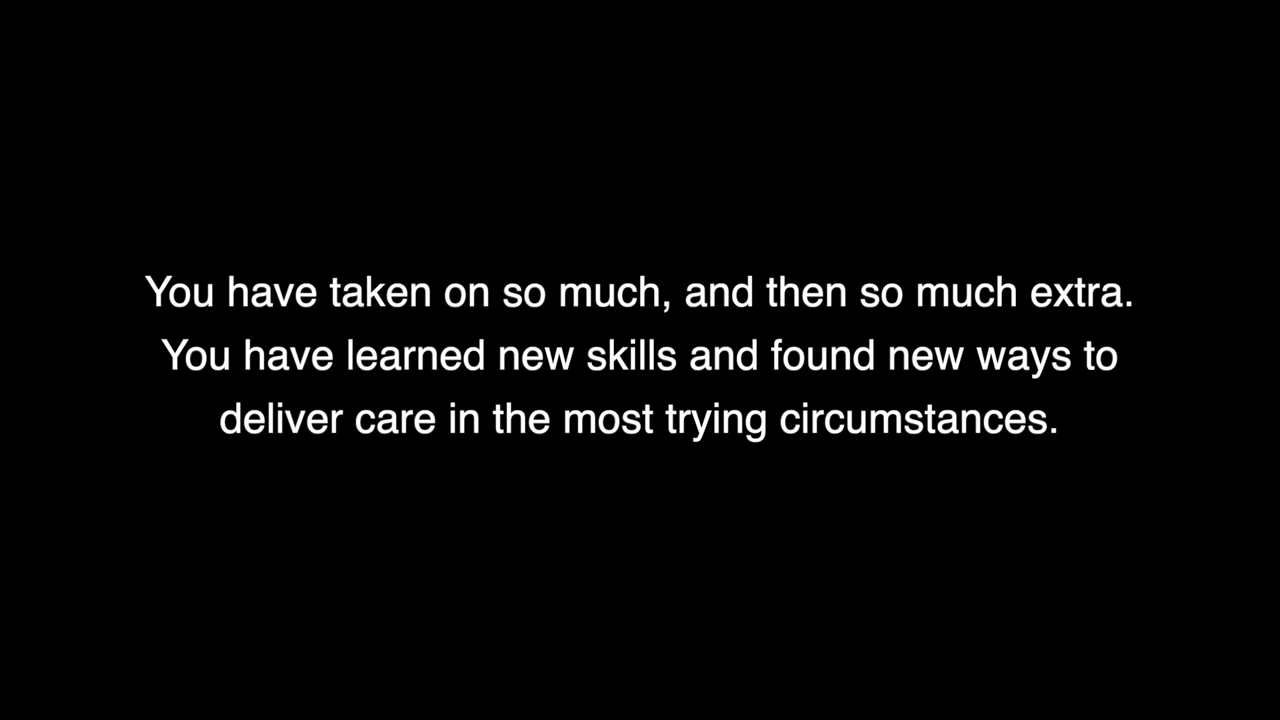 You have taken on so much, and then so much extra.
You have learned new skills and found new ways to
deliver care in the most trying circumstances.